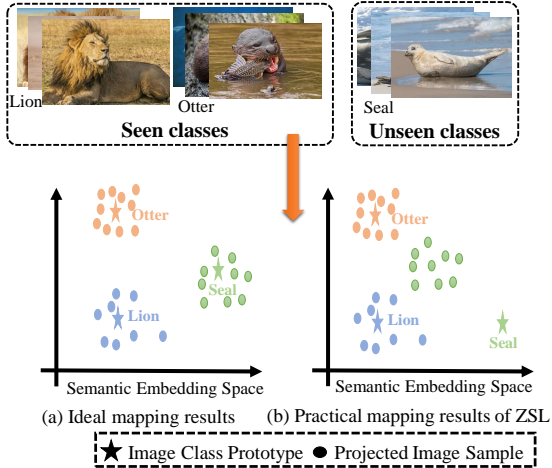 Lion
Otter
Seal
Seen classes
Unseen classes
Otter
Seal
Lion
Semantic Embedding Space
(a) Ideal mapping results
Otter
Lion
Seal
Semantic Embedding Space
(b) Practical mapping results of ZSL
Image Class Prototype
Projected Image Sample